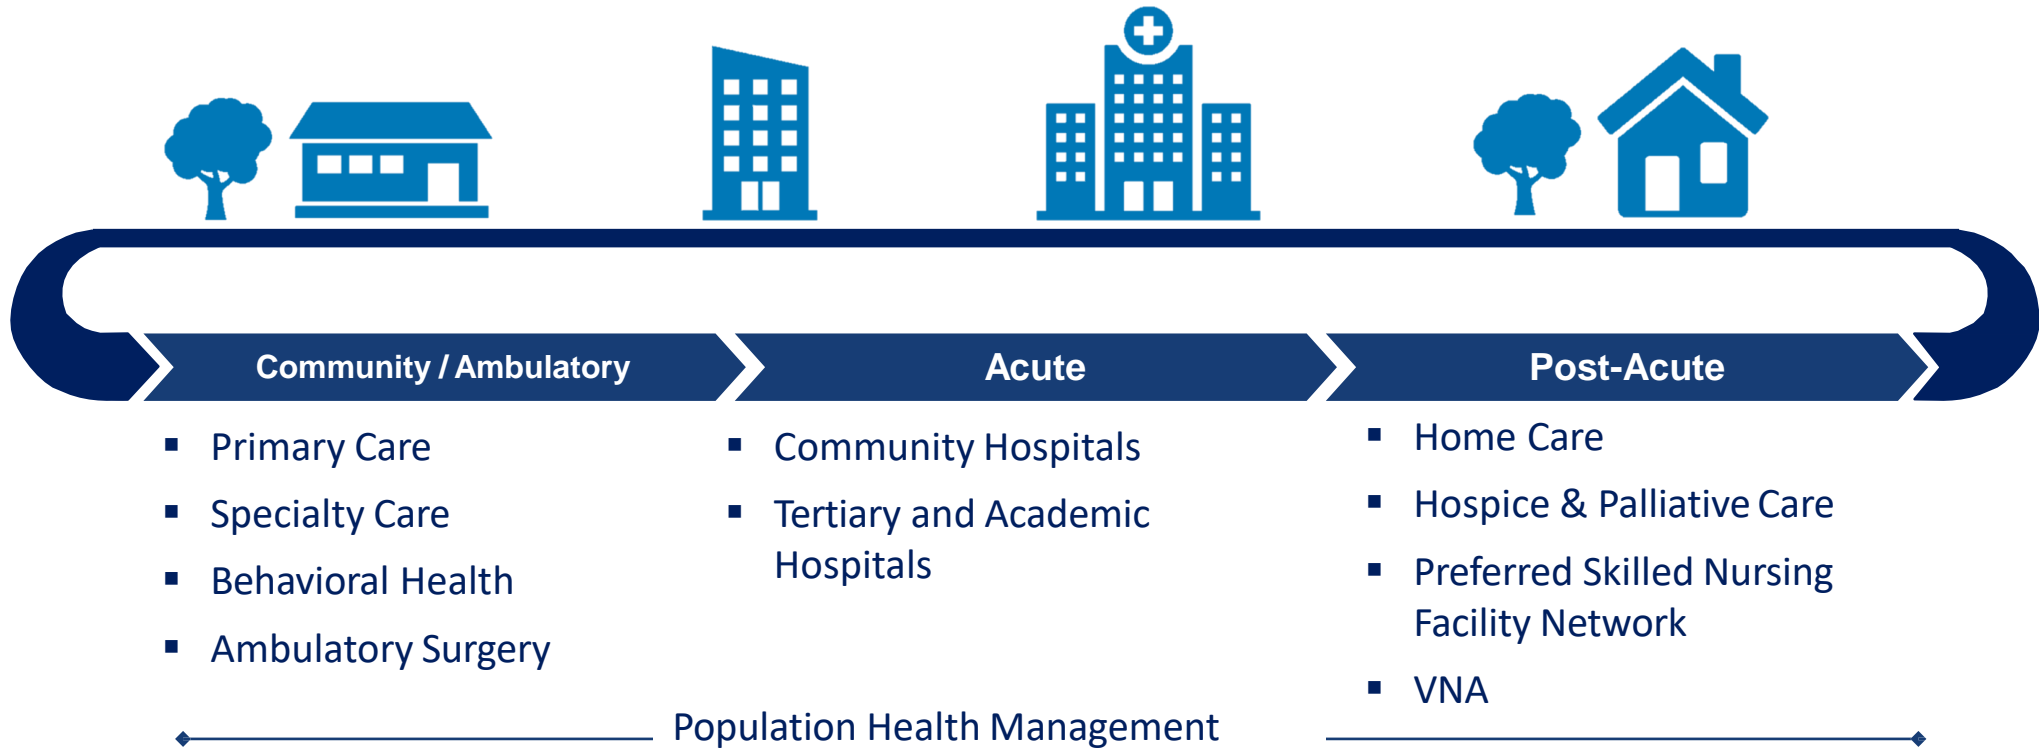 Community / Ambulatory
▪ Primary Care
▪ Specialty Care
▪ Behavioral Health
▪ Ambulatory Surgery
Acute
▪ Community Hospitals
▪ Tertiary and Academic
Hospitals
Post-Acute
▪ Home Care
▪ Hospice & Palliative Care
▪ Preferred Skilled Nursing
Facility Network
▪ VNA
Population Health Management